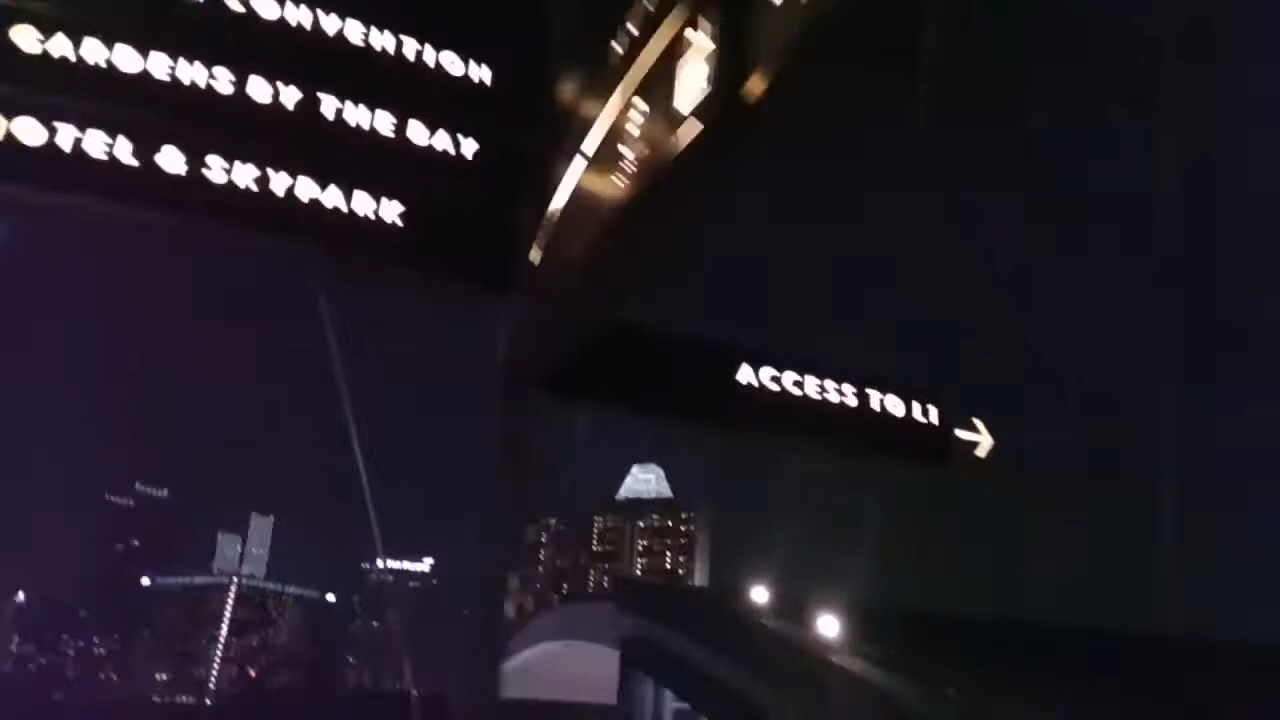 CONVENTION
GARDENS BY THE BAY
HOTEL & SKYPARK
ACCESS TO L1 →